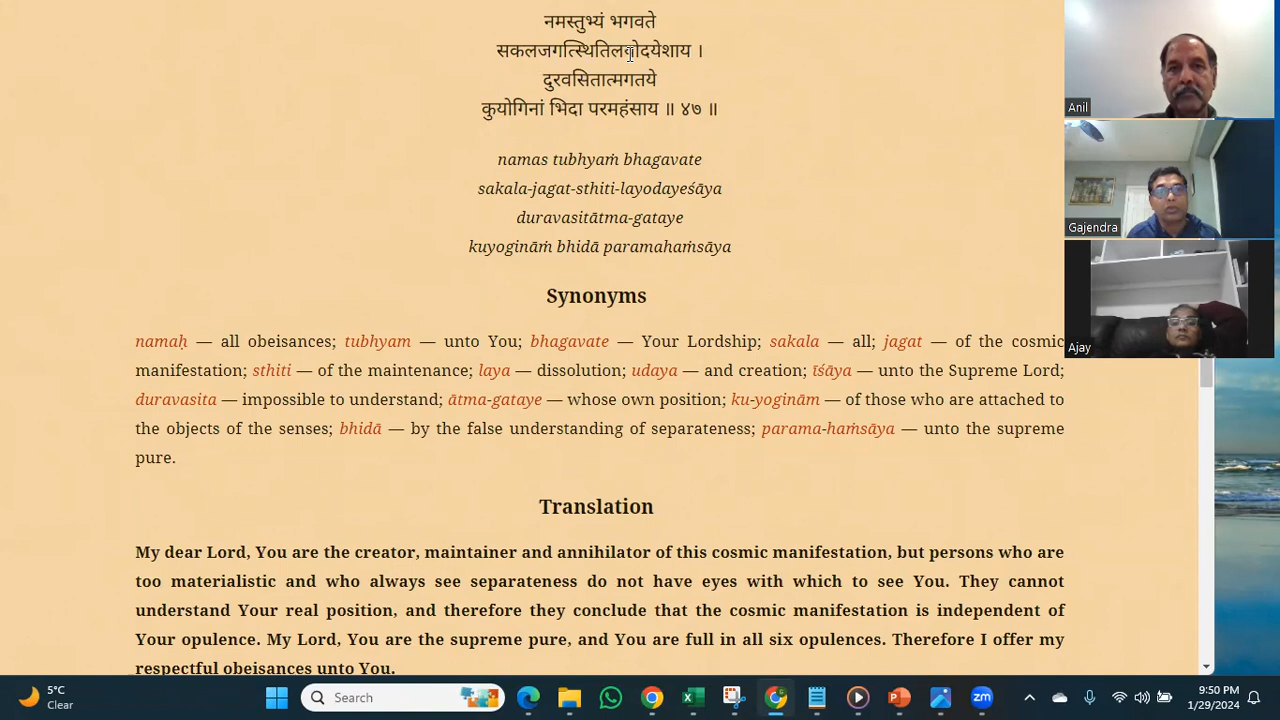 नमस्तुभ्यं भगवते
सकलजगत्स्थितिलयोदयेशाय ।
दुरवसितात्मगतये
कुयोगिनां भिदा परमहंसाय ॥ ४७ ॥
namas tubhyaṁ bhagavate
sakala-jagat-sthiti-layodayeśāya
duravasitātma-gataye
kuyogināṁ bhidā paramahaṁsāya
Synonyms
namaḥ — all obeisances; tubhyam — unto You; bhagavate — Your Lordship; sakala — all; jagat — of the cosmic
manifestation; sthiti — of the maintenance; laya — dissolution; udaya — and creation; īśāya — unto the Supreme Lord;
duravasita — impossible to understand; ātma-gataye — whose own position; ku-yoginām — of those who are attached to
the objects of the senses; bhidā — by the false understanding of separateness; parama-haṁsāya — unto the supreme
pure.
Translation
My dear Lord, You are the creator, maintainer and annihilator of this cosmic manifestation, but persons who are
too materialistic and who always see separateness do not have eyes with which to see You. They cannot
understand Your real position, and therefore they conclude that the cosmic manifestation is independent of
Your opulence. My Lord, You are the supreme pure, and You are full in all six opulences. Therefore I offer my
respectful obeisances unto You.
Anil
Gajendra
Ajay
5°C
Clear
Search
zm
9:50 PM
1/29/2024